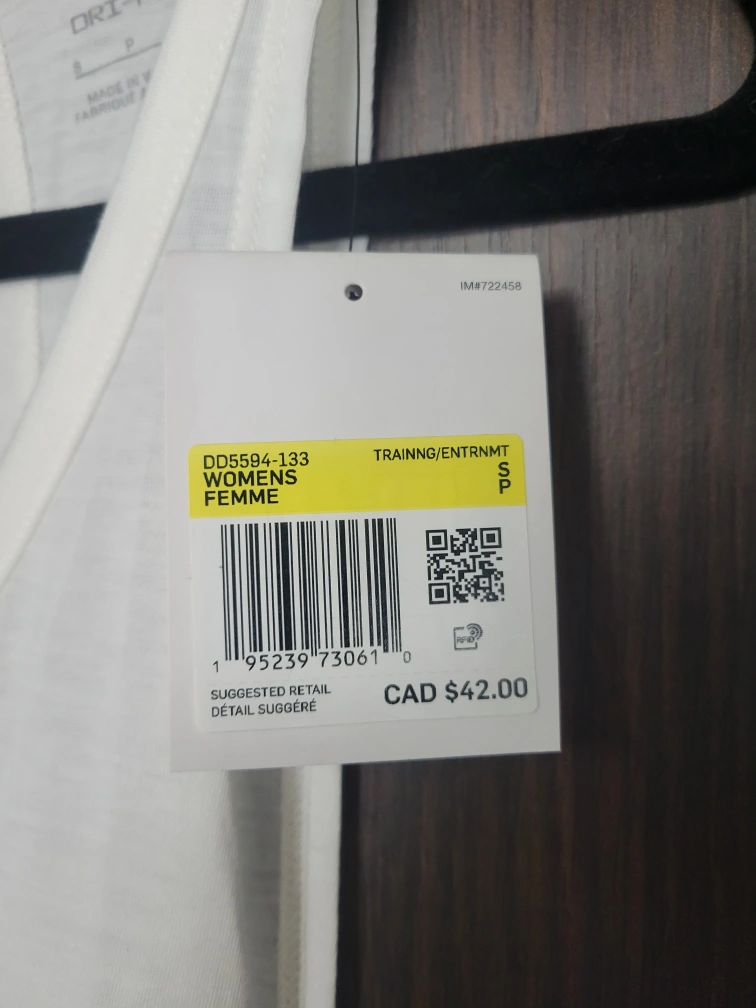 DRI-
S P
MADE IN
FABRIQUÉ
IM#722458
DD5594-133
WOMENS
FEMME
TRAINNG/ENTRNMT
S
P
1 95239 73061 0
SUGGESTED RETAIL
DÉTAIL SUGGÉRÉ
CAD $42.00